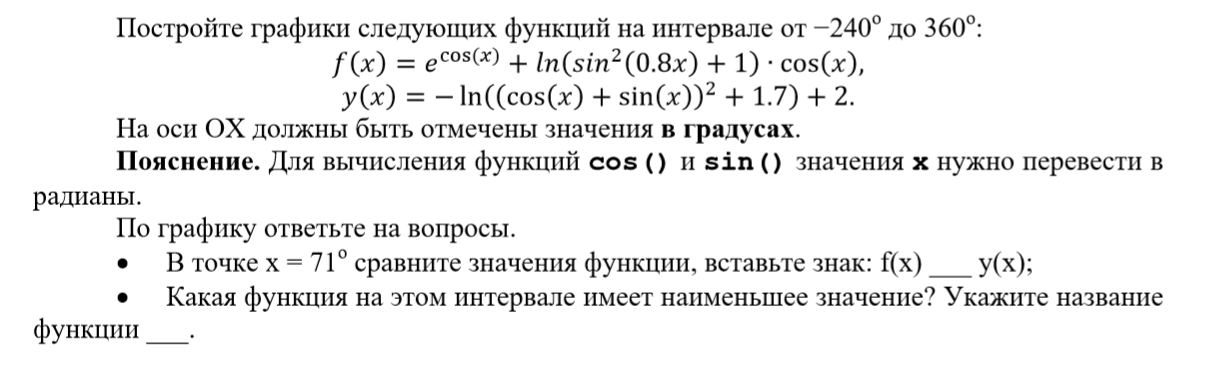 Постройте графики следующих функций на интервале от −240° до 360°:
f(x) = e^cos(x) + ln(sin²(0.8x) + 1) · cos(x),
y(x) = − ln((cos(x) + sin(x))² + 1.7) + 2.
На оси OX должны быть отмечены значения в градусах.
Пояснение. Для вычисления функций cos() и sin() значения x нужно перевести в
радианы.
По графику ответьте на вопросы.
• В точке x = 71° сравните значения функции, вставьте знак: f(x) ___ y(x);
• Какая функция на этом интервале имеет наименьшее значение? Укажите название
функции ___.